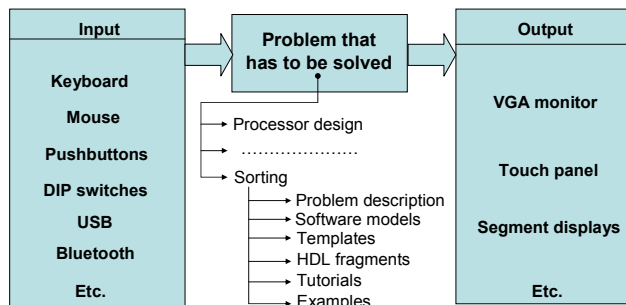 Input
Keyboard
Mouse
Pushbuttons
DIP switches
USB
Bluetooth
Etc.
Problem that
has to be solved
Processor design
.....................
Sorting
Problem description
Software models
Templates
HDL fragments
Tutorials
Examples
Output
VGA monitor
Touch panel
Segment displays
Etc.